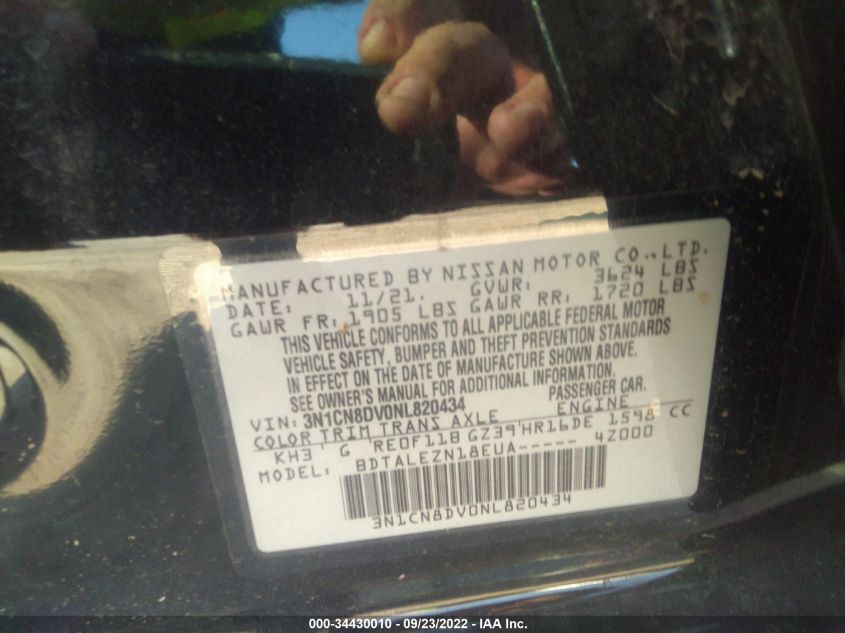 MANUFACTURED BY NISSAN MOTOR CO., LTD.
DATE: 11/21. GVWR: 3624 LBS
GAWR FR: 1905 LBS GAWR RR: 1720 LBS
THIS VEHICLE CONFORMS TO ALL APPLICABLE FEDERAL MOTOR
VEHICLE SAFETY, BUMPER AND THEFT PREVENTION STANDARDS
IN EFFECT ON THE DATE OF MANUFACTURE SHOWN ABOVE.
SEE OWNER'S MANUAL FOR ADDITIONAL INFORMATION.
VIN: 3N1CN8DV0NL820434 PASSENGER CAR.
COLOR TRIM TRANS AXLE ENGINE
KH3 G RE0F11B GZ39 HR16DE 1598 CC
MODEL: BDTALEZN18EUA----- 4Z000
3N1CN8DV0NL820434
000-34430010 - 09/23/2022 - IAA Inc.